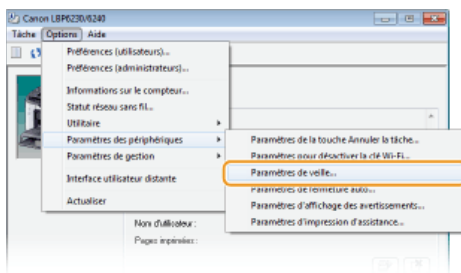 Canon LBP6230/6240
Tâche Options Aide
Préférences (utilisateurs)...
Préférences (administrateurs)...
Informations sur le compteur...
Statut réseau sans fil...
Utilitaire
Paramètres des périphériques
Paramètres de gestion
Interface utilisateur distante
Actualiser
Paramètres de la touche Annuler la tâche...
Paramètres pour désactiver la clé Wi-Fi...
Paramètres de veille...
Paramètres de fermeture auto...
Paramètres d'affichage des avertissements...
Paramètres d'impression d'assistance...
Nom d'utilisateur :
Pages imprimées :